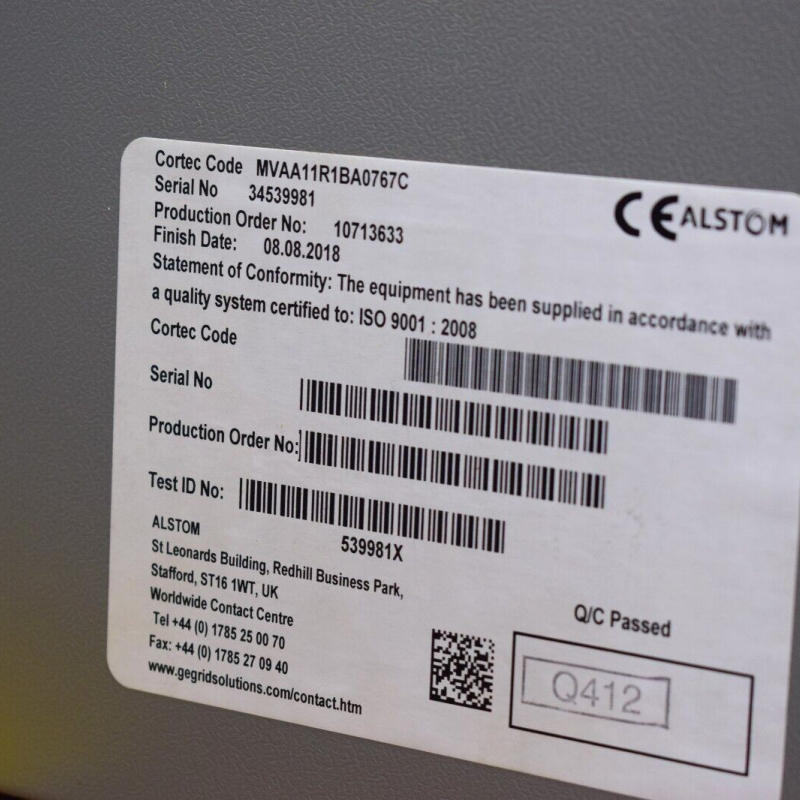 Cortec Code MVAA11R1BA0767C
Serial No 34539981
Production Order No: 10713633
Finish Date: 08.08.2018
CE ALSTOM
Statement of Conformity: The equipment has been supplied in accordance with
a quality system certified to: ISO 9001 : 2008
Cortec Code
Serial No
Production Order No:
Test ID No:
539981X
ALSTOM
St Leonards Building, Redhill Business Park,
Stafford, ST16 1WT, UK
Worldwide Contact Centre
Tel +44 (0) 1785 25 00 70
Fax: +44 (0) 1785 27 09 40
www.gegridsolutions.com/contact.htm
Q/C Passed
Q412